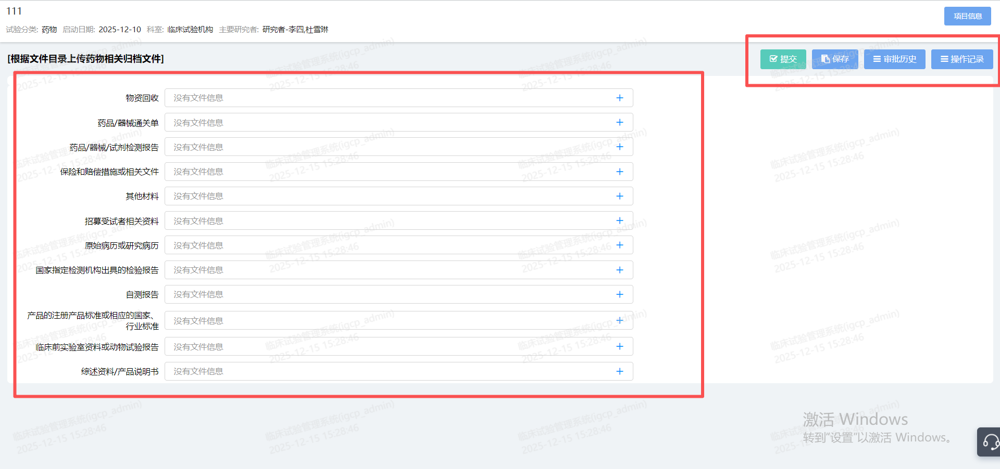 111
项目信息
试验分类: 药物 启动日期: 2025-12-10 科室: 临床试验机构 主要研究者: 研究者-李四,杜雪琳
[根据文件目录上传药物相关归档文件]
提交 保存 审批历史 操作记录
物资回收 没有文件信息
药品/器械通关单 没有文件信息
药品/器械/试剂检测报告 没有文件信息
保险和赔偿措施或相关文件 没有文件信息
其他材料 没有文件信息
招募受试者相关资料 没有文件信息
原始病历或研究病历 没有文件信息
国家指定检测机构出具的检验报告 没有文件信息
自测报告 没有文件信息
产品的注册产品标准或相应的国家、
行业标准 没有文件信息
临床前实验室资料或动物试验报告 没有文件信息
综述资料/产品说明书 没有文件信息
临床试验管理系统(igcp_admin)
2025-12-15 15:28:46
激活 Windows
转到“设置”以激活 Windows。